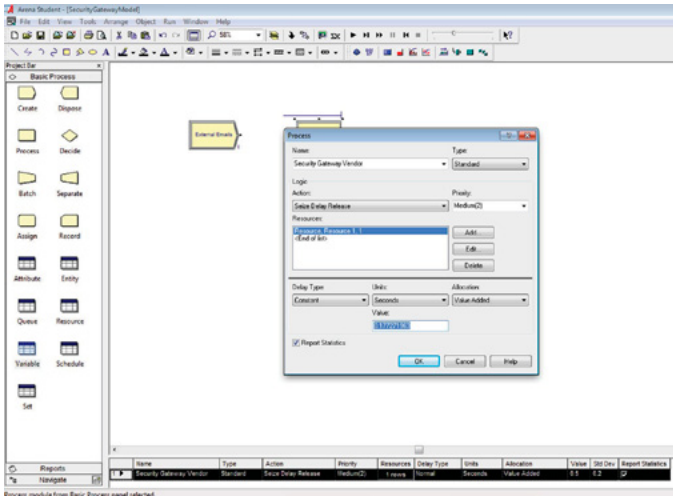 Arena Student - [SecurityGatewayModel]
File Edit View Tools Arrange Object Run Window Help
58%
Project Bar
Basic Process
Create Dispose
Process Decide
Batch Separate
Assign Record
Attribute Entity
Queue Resource
Variable Schedule
Set
Reports
Navigate
External Emails
Process
Name: Type:
Security Gateway Vendor Standard
Logic
Action: Priority:
Seize Delay Release Medium(2)
Resources:
Resource, Resource 1, 1
<End of list>
Add...
Edit...
Delete
Delay Type: Units: Allocation:
Constant Seconds Value Added
Value:
Report Statistics
OK Cancel Help
Name Type Action Priority Resources Delay Type Units Allocation Value Std Dev Report Statistics
1 Security Gateway Vendor Standard Seize Delay Release Medium(2) 1 rows Normal Seconds Value Added 0.5 0.2
Process module from Basic Process panel selected.